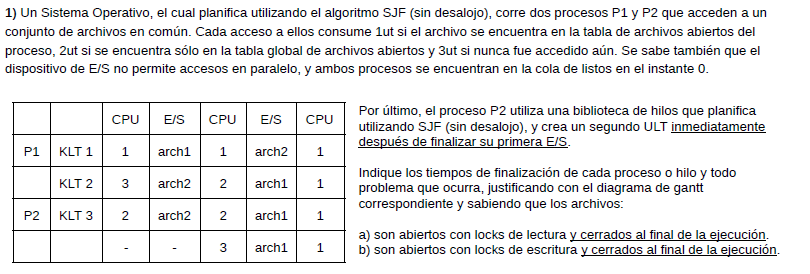 1) Un Sistema Operativo, el cual planifica utilizando el algoritmo SJF (sin desalojo), corre dos procesos P1 y P2 que acceden a un
conjunto de archivos en común. Cada acceso a ellos consume 1ut si el archivo se encuentra en la tabla de archivos abiertos del
proceso, 2ut si se encuentra sólo en la tabla global de archivos abiertos y 3ut si nunca fue accedido aún. Se sabe también que el
dispositivo de E/S no permite accesos en paralelo, y ambos procesos se encuentran en la cola de listos en el instante 0.
CPU E/S CPU E/S CPU
P1 KLT 1 1 arch1 1 arch2 1
KLT 2 3 arch2 2 arch1 1
P2 KLT 3 2 arch2 2 arch1 1
- - 3 arch1 1
Por último, el proceso P2 utiliza una biblioteca de hilos que planifica
utilizando SJF (sin desalojo), y crea un segundo ULT inmediatamente
después de finalizar su primera E/S.
Indique los tiempos de finalización de cada proceso o hilo y todo
problema que ocurra, justificando con el diagrama de gantt
correspondiente y sabiendo que los archivos:
a) son abiertos con locks de lectura y cerrados al final de la ejecución.
b) son abiertos con locks de escritura y cerrados al final de la ejecución.